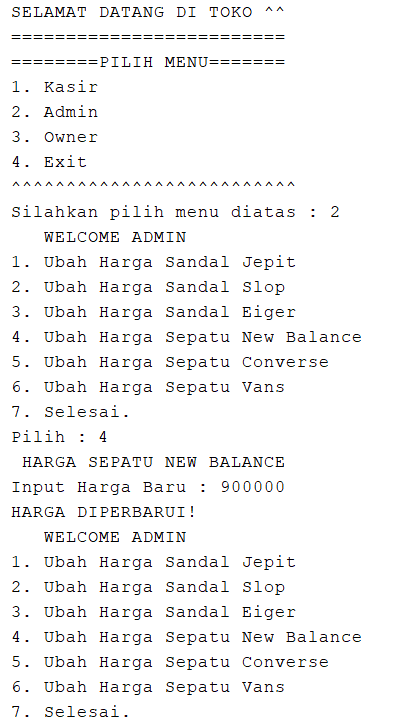 SELAMAT DATANG DI TOKO ^^
=========================
========PILIH MENU=======
1. Kasir
2. Admin
3. Owner
4. Exit
^^^^^^^^^^^^^^^^^^^^^^^^^^
Silahkan pilih menu diatas : 2
   WELCOME ADMIN
1. Ubah Harga Sandal Jepit
2. Ubah Harga Sandal Slop
3. Ubah Harga Sandal Eiger
4. Ubah Harga Sepatu New Balance
5. Ubah Harga Sepatu Converse
6. Ubah Harga Sepatu Vans
7. Selesai.
Pilih : 4
 HARGA SEPATU NEW BALANCE
Input Harga Baru : 900000
HARGA DIPERBARUI!
   WELCOME ADMIN
1. Ubah Harga Sandal Jepit
2. Ubah Harga Sandal Slop
3. Ubah Harga Sandal Eiger
4. Ubah Harga Sepatu New Balance
5. Ubah Harga Sepatu Converse
6. Ubah Harga Sepatu Vans
7. Selesai.